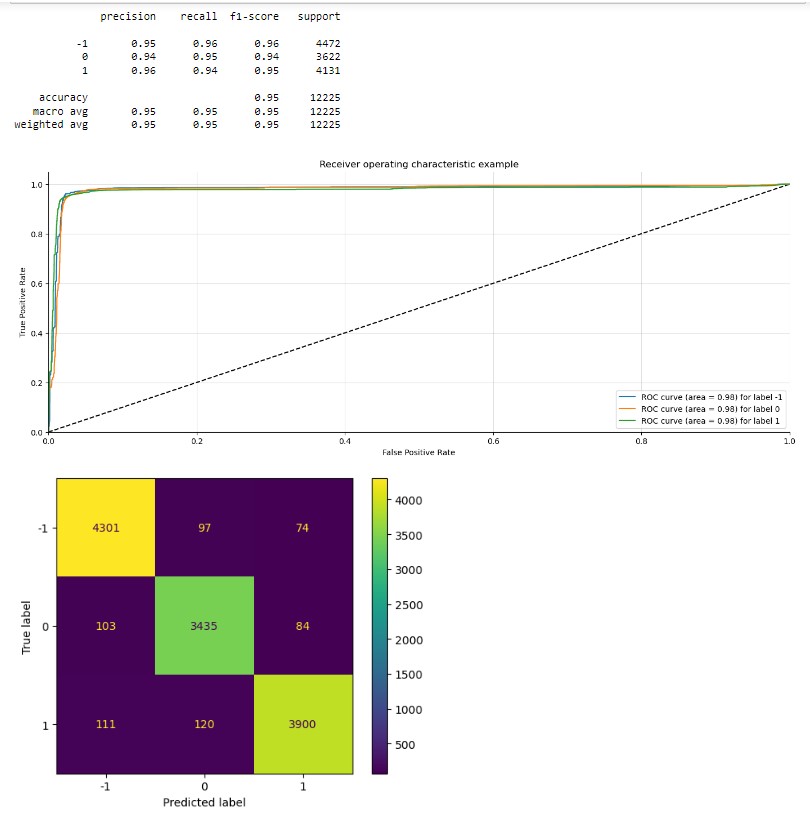 precision recall f1-score support
-1 0.95 0.96 0.96 4472
0 0.94 0.95 0.94 3622
1 0.96 0.94 0.95 4131
accuracy 0.95 12225
macro avg 0.95 0.95 0.95 12225
weighted avg 0.95 0.95 0.95 12225
Receiver operating characteristic example
1.0
0.8
0.6
0.4
0.2
0.0
True Positive Rate
ROC curve (area = 0.98) for label -1
ROC curve (area = 0.98) for label 0
ROC curve (area = 0.98) for label 1
0.0 0.2 0.4 0.6 0.8 1.0
False Positive Rate
True label
-1 4301 97 74
0 103 3435 84
1 111 120 3900
-1 0 1
Predicted label
4000
3500
3000
2500
2000
1500
1000
500